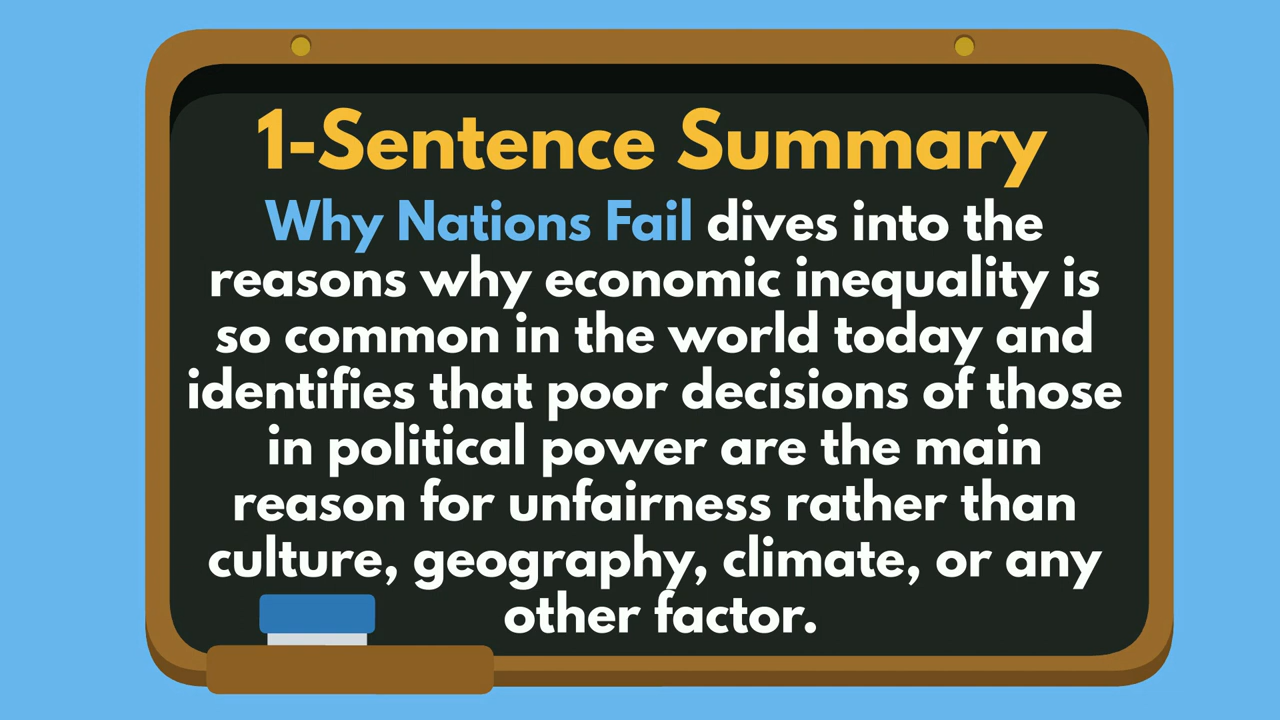 1-Sentence Summary
Why Nations Fail dives into the
reasons why economic inequality is
so common in the world today and
identifies that poor decisions of those
in political power are the main
reason for unfairness rather than
culture, geography, climate, or any
other factor.